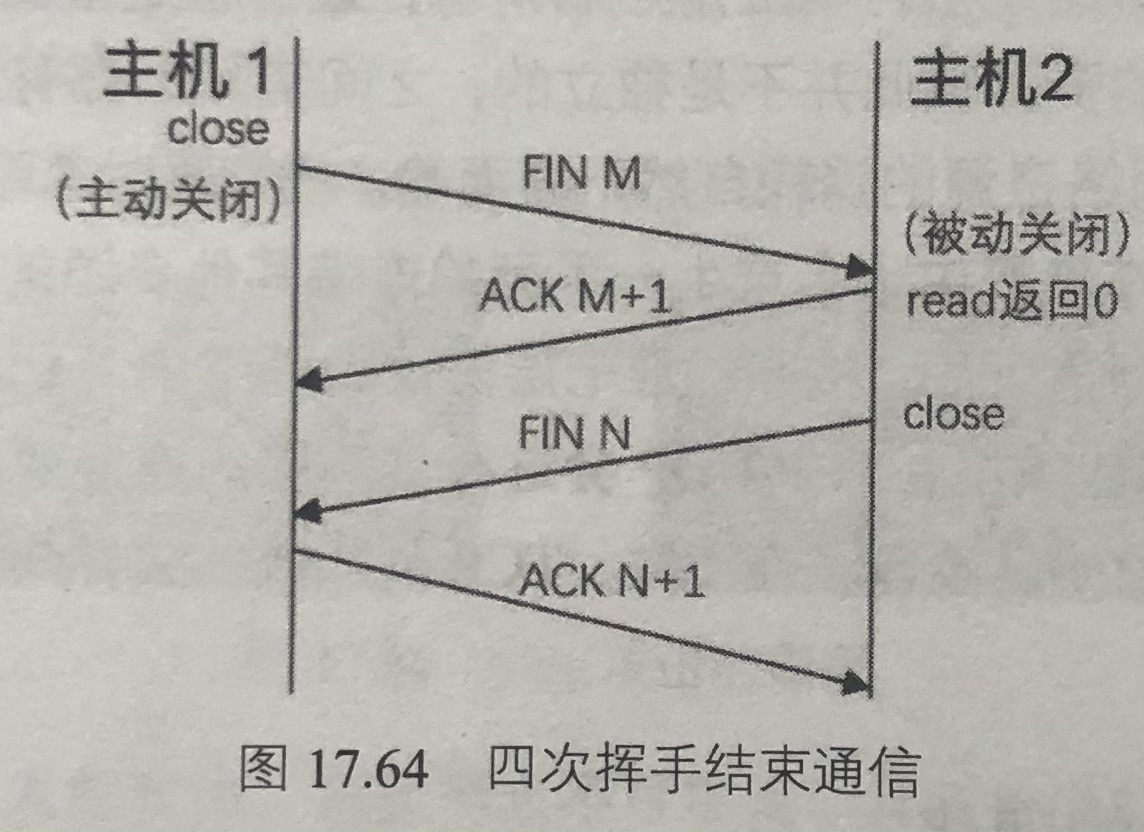 主机 1
主机2
close
FIN M
(主动关闭)
(被动关闭)
ACK M+1
read返回0
close
FIN N
ACK N+1
图 17.64 四次挥手结束通信